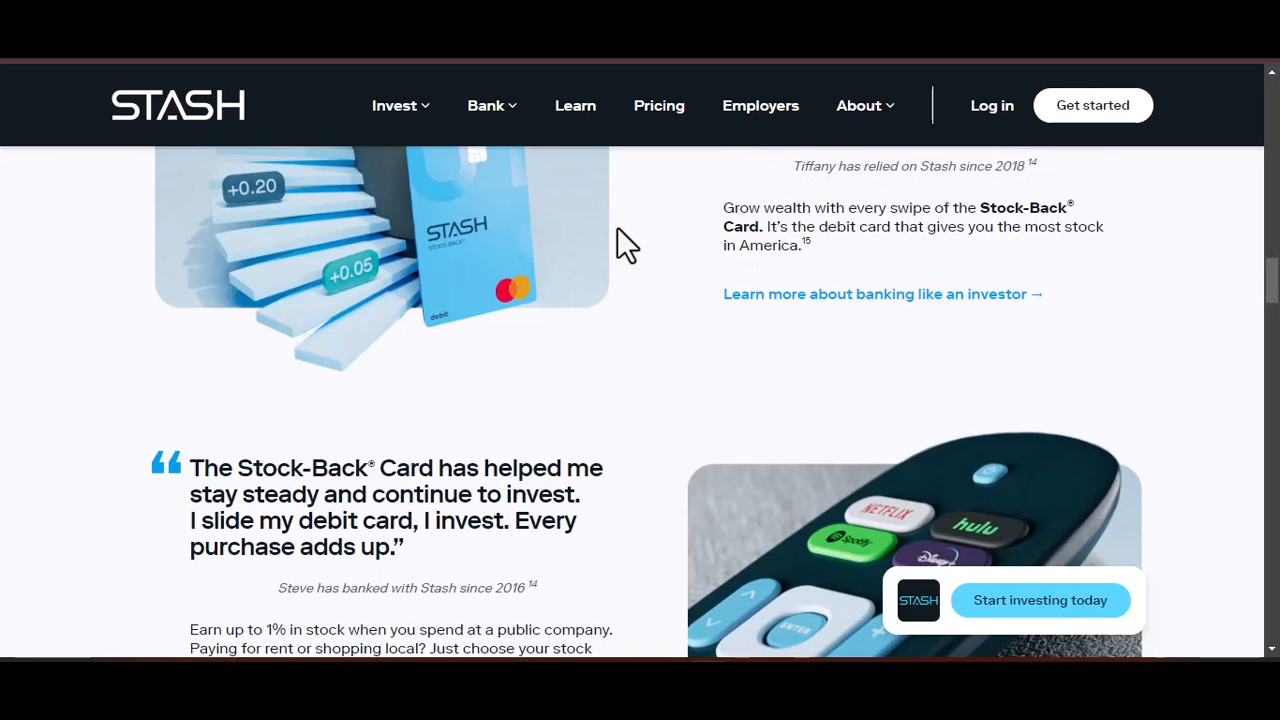 STASH
Invest
Bank
Learn
Pricing
Employers
About
Log in
Get started
+0.20
+0.05
STASH
STOCK-BACK®
debit
Tiffany has relied on Stash since 2018 14
Grow wealth with every swipe of the Stock-Back®
Card. It's the debit card that gives you the most stock
in America.15
Learn more about banking like an investor →
“The Stock-Back® Card has helped me
stay steady and continue to invest.
I slide my debit card, I invest. Every
purchase adds up.”
Steve has banked with Stash since 2016 14
Earn up to 1% in stock when you spend at a public company.
Paying for rent or shopping local? Just choose your stock
NETFLIX
hulu
Spotify
Disney+
ENTER
STASH
Start investing today